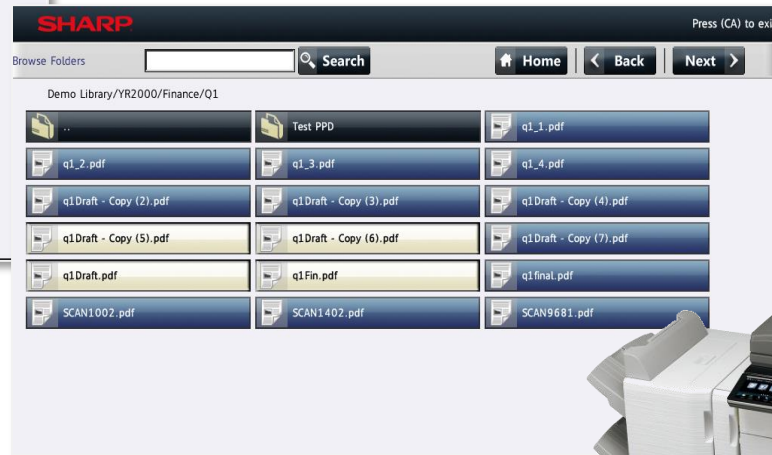 SHARP
Press (CA) to exi
Browse Folders
Search
Home
Back
Next
Demo Library/YR2000/Finance/Q1
..
Test PPD
q1_1.pdf
q1_2.pdf
q1_3.pdf
q1_4.pdf
q1Draft - Copy (2).pdf
q1Draft - Copy (3).pdf
q1Draft - Copy (4).pdf
q1Draft - Copy (5).pdf
q1Draft - Copy (6).pdf
q1Draft - Copy (7).pdf
q1Draft.pdf
q1Fin.pdf
q1final.pdf
SCAN1002.pdf
SCAN1402.pdf
SCAN9681.pdf